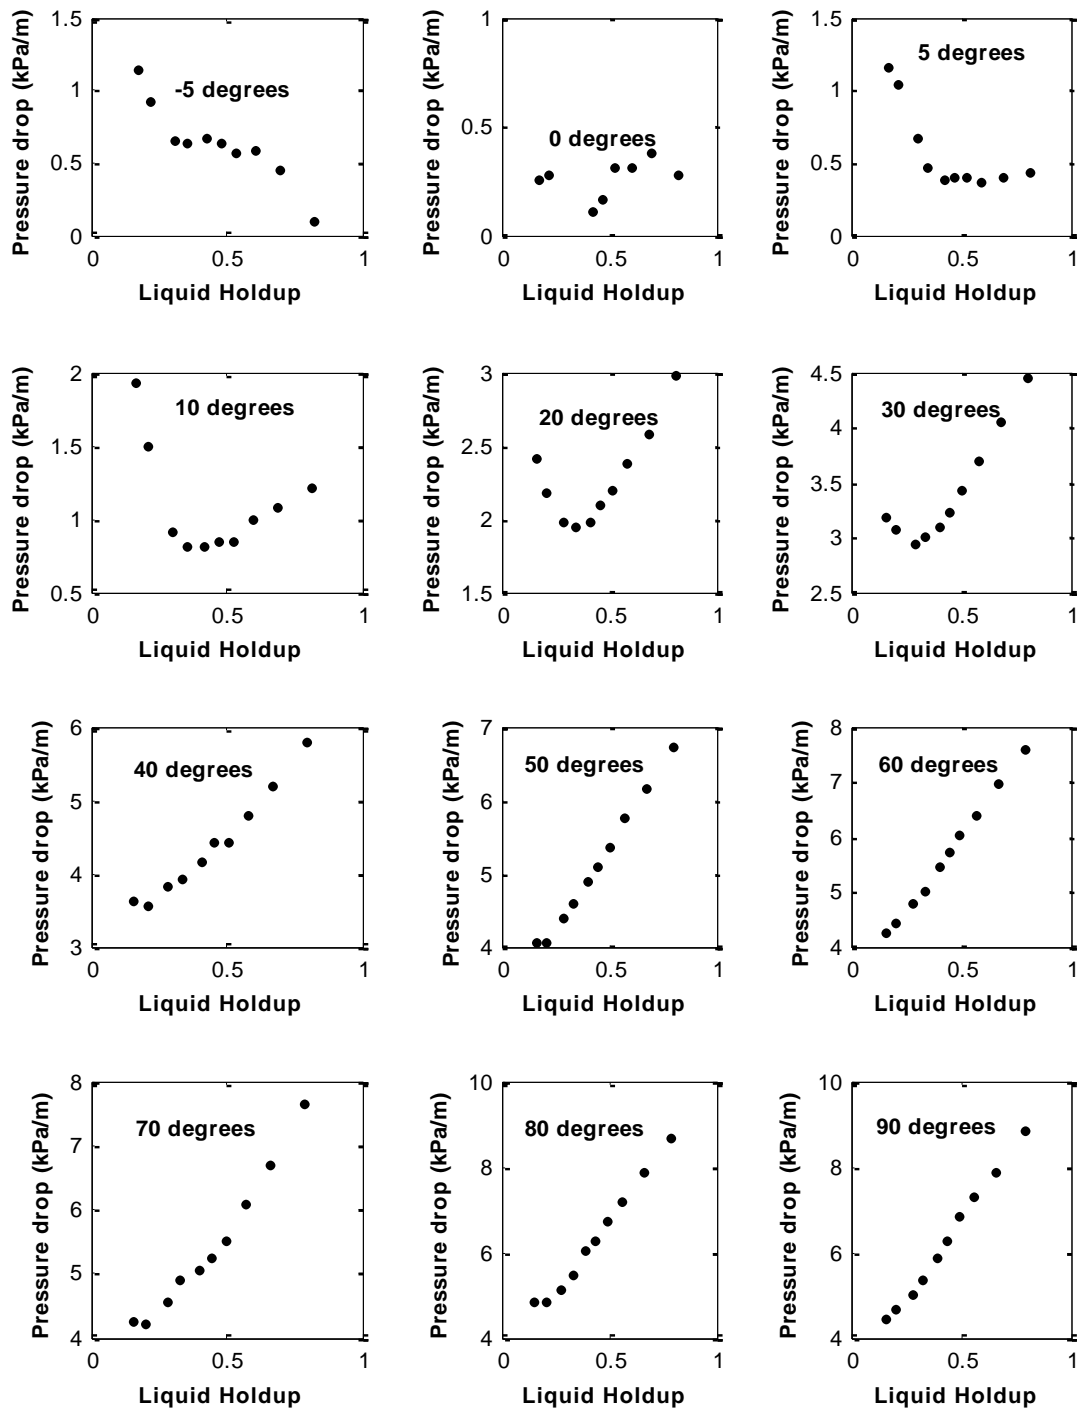 Pressure drop (kPa/m)
1.5
1
0.5
0
-5 degrees
0
0.5
1
Liquid Holdup
Pressure drop (kPa/m)
1
0.5
0
0 degrees
0
0.5
1
Liquid Holdup
Pressure drop (kPa/m)
1.5
1
0.5
0
5 degrees
0
0.5
1
Liquid Holdup
Pressure drop (kPa/m)
2
1.5
1
0.5
10 degrees
0
0.5
1
Liquid Holdup
Pressure drop (kPa/m)
3
2.5
2
1.5
20 degrees
0
0.5
1
Liquid Holdup
Pressure drop (kPa/m)
4.5
4
3.5
3
2.5
30 degrees
0
0.5
1
Liquid Holdup
Pressure drop (kPa/m)
6
5
4
3
40 degrees
0
0.5
1
Liquid Holdup
Pressure drop (kPa/m)
7
6
5
4
50 degrees
0
0.5
1
Liquid Holdup
Pressure drop (kPa/m)
8
7
6
5
4
60 degrees
0
0.5
1
Liquid Holdup
Pressure drop (kPa/m)
8
7
6
5
4
70 degrees
0
0.5
1
Liquid Holdup
Pressure drop (kPa/m)
10
8
6
4
80 degrees
0
0.5
1
Liquid Holdup
Pressure drop (kPa/m)
10
8
6
4
90 degrees
0
0.5
1
Liquid Holdup